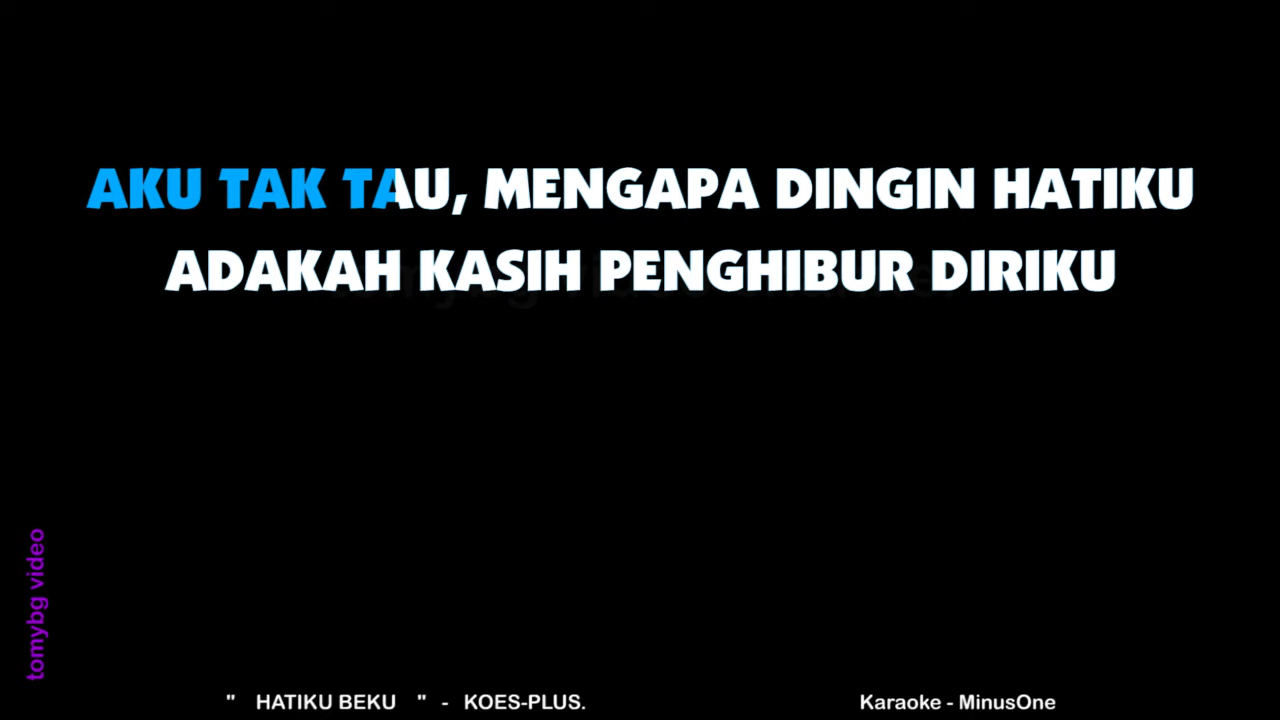 AKU TAK TAU, MENGAPA DINGIN HATIKU
ADAKAH KASIH PENGHIBUR DIRIKU
tomybg video
" HATIKU BEKU " - KOES-PLUS.
Karaoke - MinusOne